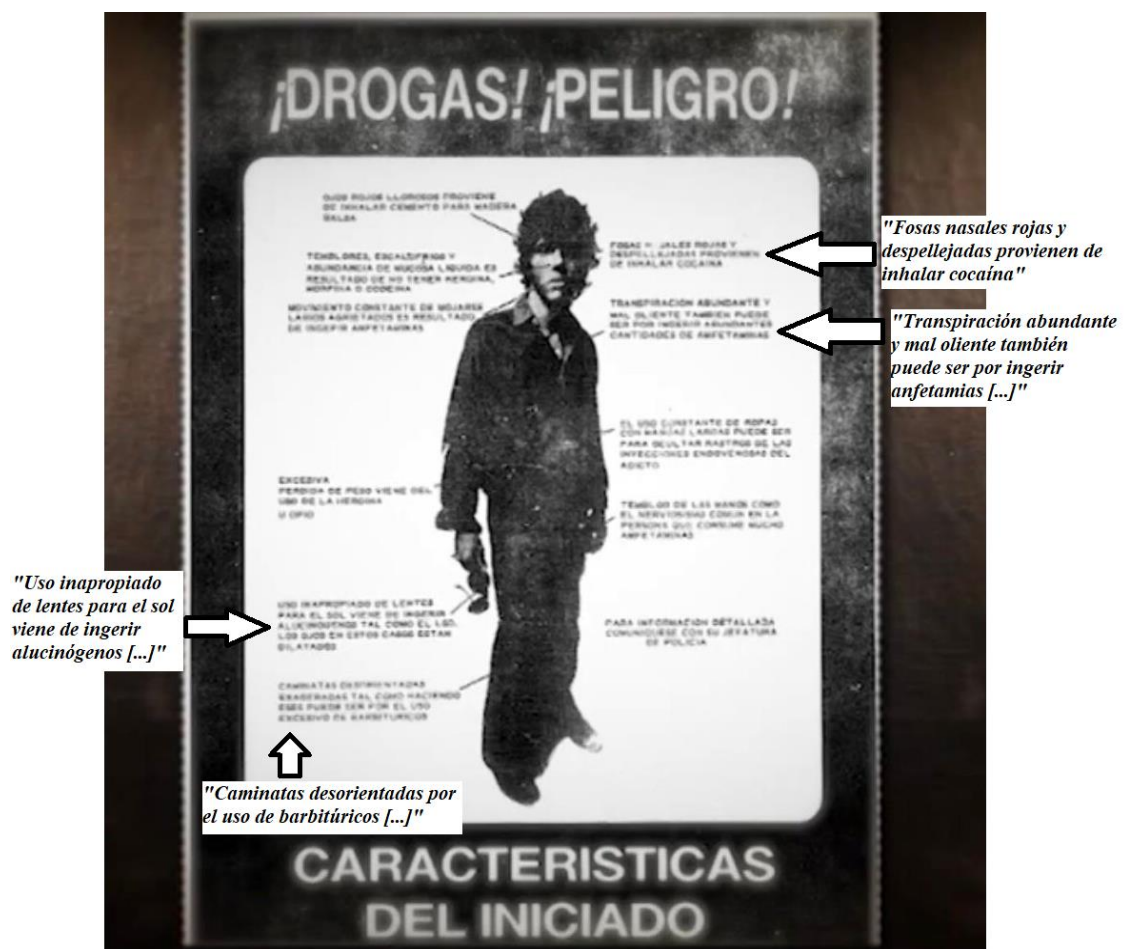 ¡DROGAS! ¡PELIGRO!
OJOS ROJOS LLOROSOS PROVIENE
DE INHALAR CEMENTO PARA MADERA
BALSA
TEMBLORES, ESCALOFRIOS Y
ABUNDANCIA DE MUCOSA LIQUIDA ES
RESULTADO DE NO TENER HEROINA,
MORFINA O CODEINA
MOVIMIENTO CONSTANTE DE MOJARSE
LABIOS AGRIETADOS ES RESULTADO
DE INGERIR ANFETAMINAS
EXCESIVA
PERDIDA DE PESO VIENE DEL
USO DE LA HEROINA
U OPIO
USO INAPROPIADO DE LENTES
PARA EL SOL VIENE DE INGERIR
ALUCINOGENOS TAL COMO EL LSD,
LOS OJOS EN ESTOS CASOS ESTAN
DILATADOS
CAMINATAS DESORIENTADAS
EXAGERADAS TAL COMO HACIENDO
ESES PUEDE SER POR EL USO
EXCESIVO DE BARBITURICOS
FOSAS NASALES ROJAS Y
DESPELLEJADAS PROVIENEN
DE INHALAR COCAINA
TRANSPIRACION ABUNDANTE Y
MAL OLIENTE TAMBIEN PUEDE
SER POR INGERIR ABUNDANTES
CANTIDADES DE ANFETAMINAS
EL USO CONSTANTE DE ROPAS
CON MANGAS LARGAS PUEDE SER
PARA OCULTAR RASTROS DE LAS
INYECCIONES ENDOVENOSAS DEL
ADICTO
DE LAS MANOS COMO
EL NERVIOSISMO COMUN EN LA
PERSONA QUE CONSUME MUCHO
ANFETAMINAS
PARA INFORMACION DETALLADA
COMUNIQUESE CON SU JEFATURA
DE POLICIA
"Fosas nasales rojas y
despellejadas provienen de
inhalar cocaína"
"Transpiración abundante
y mal oliente también
puede ser por ingerir
anfetamias [...]"
"Uso inapropiado
de lentes para el sol
viene de ingerir
alucinógenos [...]"
"Caminatas desorientadas por
el uso de barbitúricos [...]"
CARACTERISTICAS
DEL INICIADO